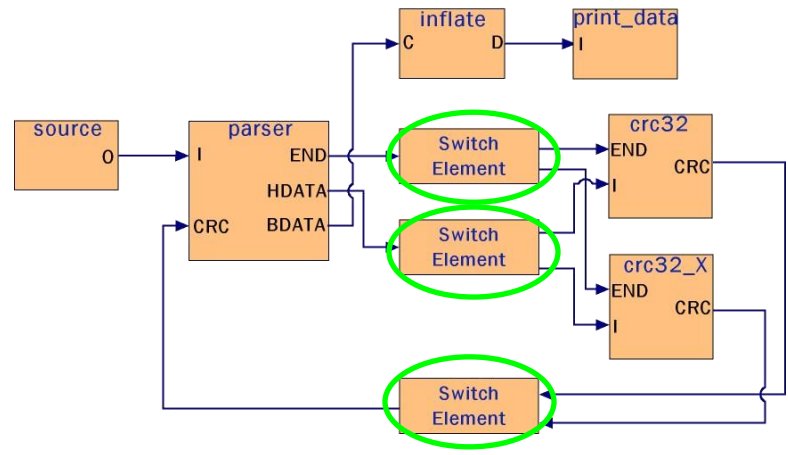 inflate
C
D
print_data
I
source
O
parser
I
END
HDATA
CRC
BDATA
Switch
Element
Switch
Element
crc32
END
CRC
I
crc32_X
END
CRC
I
Switch
Element